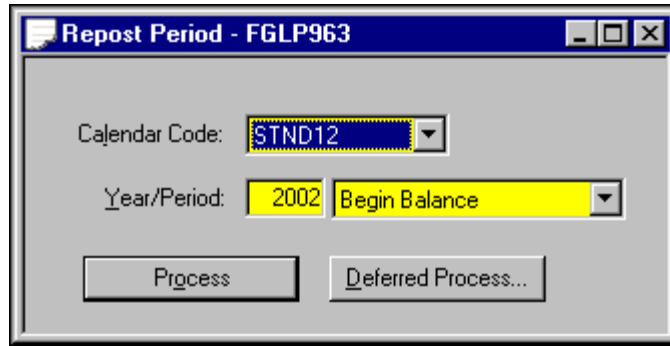 Repost Period - FGLP963
Calendar Code: STND12
Year/Period: 2002 Begin Balance
Process Deferred Process...